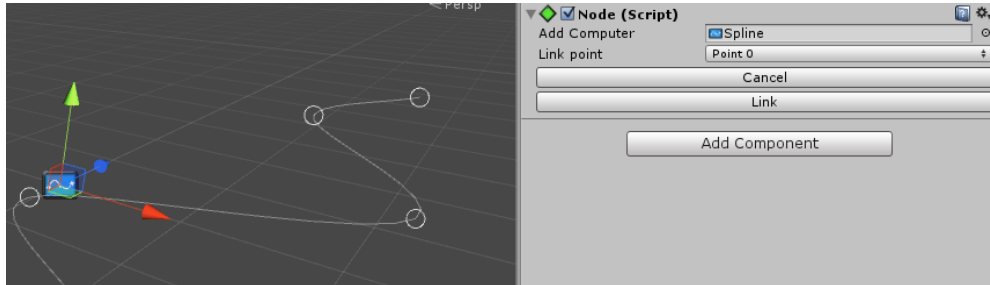 Persp
Node (Script)
Add Computer
Spline
Link point
Point 0
Cancel
Link
Add Component